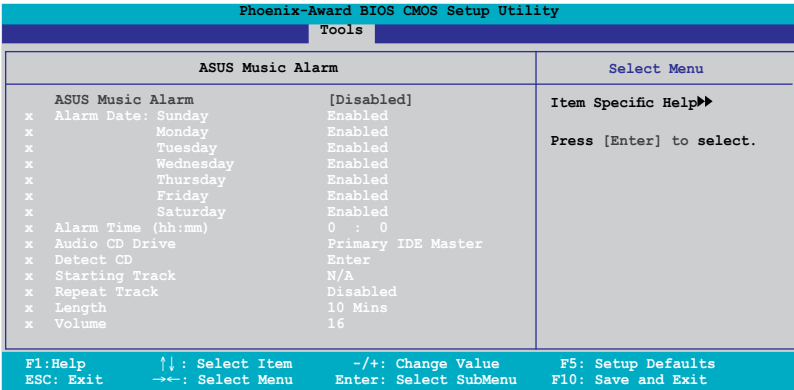 Phoenix-Award BIOS CMOS Setup Utility
Tools
ASUS Music Alarm
Select Menu
ASUS Music Alarm [Disabled]
x Alarm Date: Sunday Enabled
x Monday Enabled
x Tuesday Enabled
x Wednesday Enabled
x Thursday Enabled
x Friday Enabled
x Saturday Enabled
x Alarm Time (hh:mm) 0 : 0
x Audio CD Drive Primary IDE Master
x Detect CD Enter
x Starting Track N/A
x Repeat Track Disabled
x Length 10 Mins
x Volume 16
Item Specific Help▶▶
Press [Enter] to select.
F1:Help ↑↓: Select Item -/+: Change Value F5: Setup Defaults
ESC: Exit →←: Select Menu Enter: Select SubMenu F10: Save and Exit